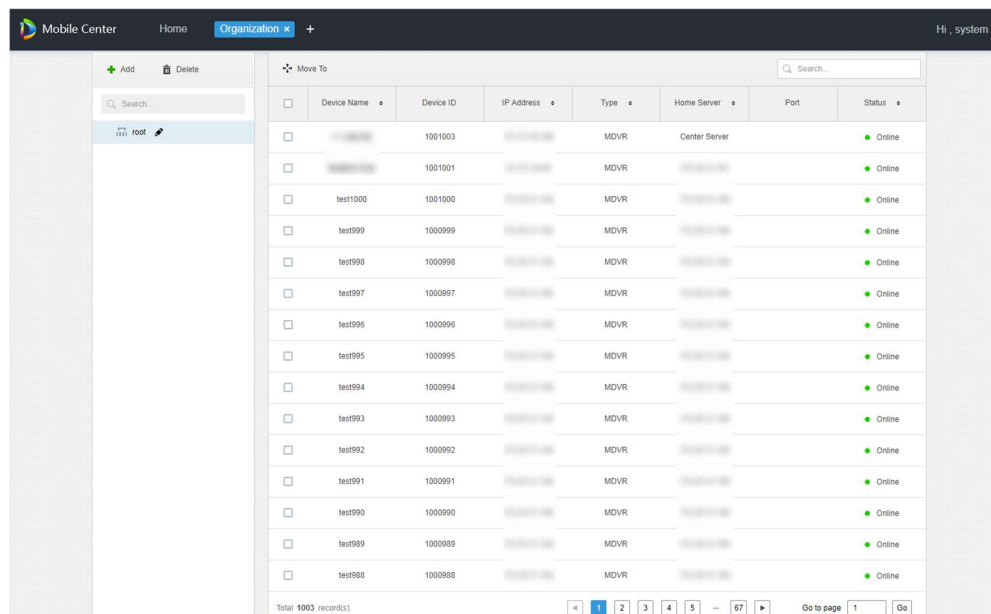 Mobile Center Home Organization × + Hi , system
Add Delete
Search...
root
Move To Search...
Device Name Device ID IP Address Type Home Server Port Status
1001003 MDVR Center Server Online
1001001 MDVR Online
test1000 1001000 MDVR Online
test999 1000999 MDVR Online
test998 1000998 MDVR Online
test997 1000997 MDVR Online
test996 1000996 MDVR Online
test995 1000995 MDVR Online
test994 1000994 MDVR Online
test993 1000993 MDVR Online
test992 1000992 MDVR Online
test991 1000991 MDVR Online
test990 1000990 MDVR Online
test989 1000989 MDVR Online
test988 1000988 MDVR Online
Total 1003 record(s). 1 2 3 4 5 ... 67 Go to page 1 Go